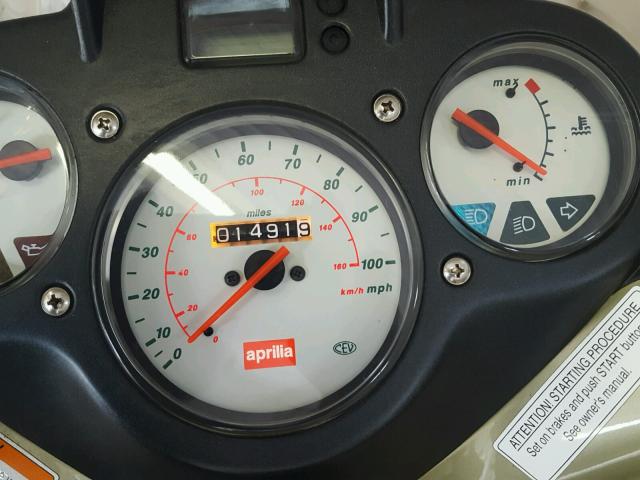 max
min
0
10
20
30
40
50
60
70
80
90
100
mph
0
20
40
60
80
100
120
140
160
km/h
miles
014919
aprilia
CEV
ATTENTION! STARTING PROCEDURE
Set on brakes and push START button
See owner's manual.